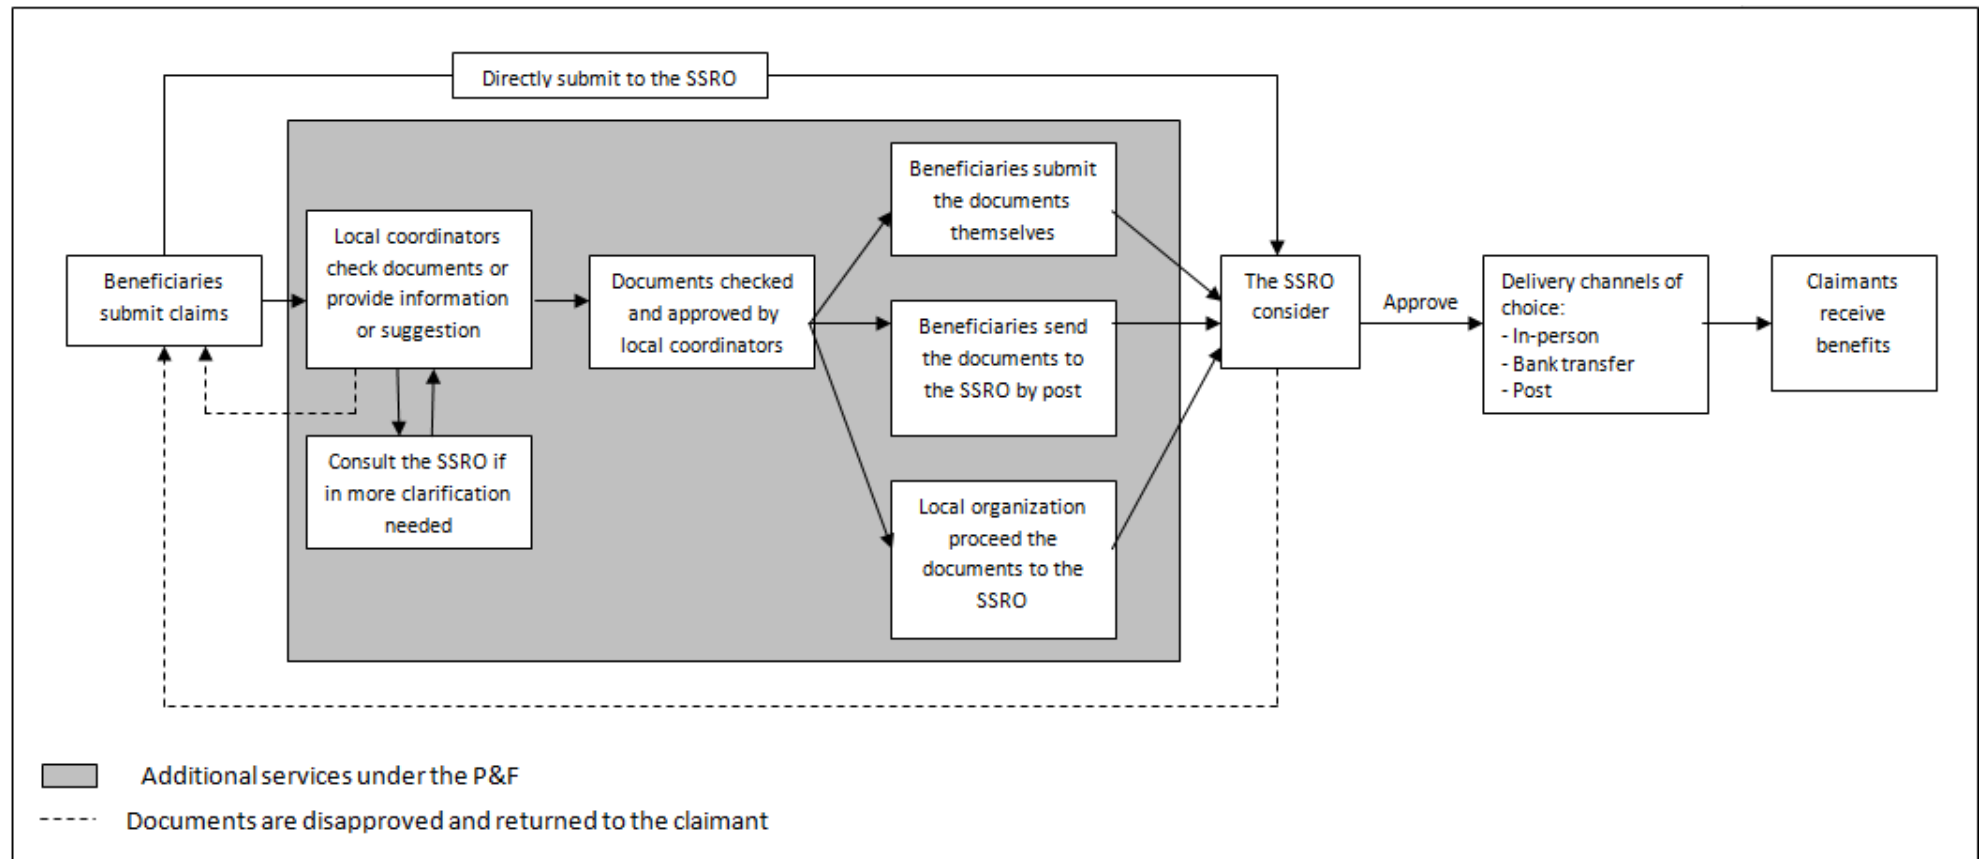 Directly submit to the SSRO
Beneficiaries
submit claims
Local coordinators
check documents or
provide information
or suggestion
Consult the SSRO if
in more clarification
needed
Documents checked
and approved by
local coordinators
Beneficiaries submit
the documents
themselves
Beneficiaries send
the documents to
the SSRO by post
Local organization
proceed the
documents to the
SSRO
The SSRO
consider
Approve
Delivery channels of
choice:
- In-person
- Bank transfer
- Post
Claimants
receive
benefits
Additional services under the P&F
Documents are disapproved and returned to the claimant